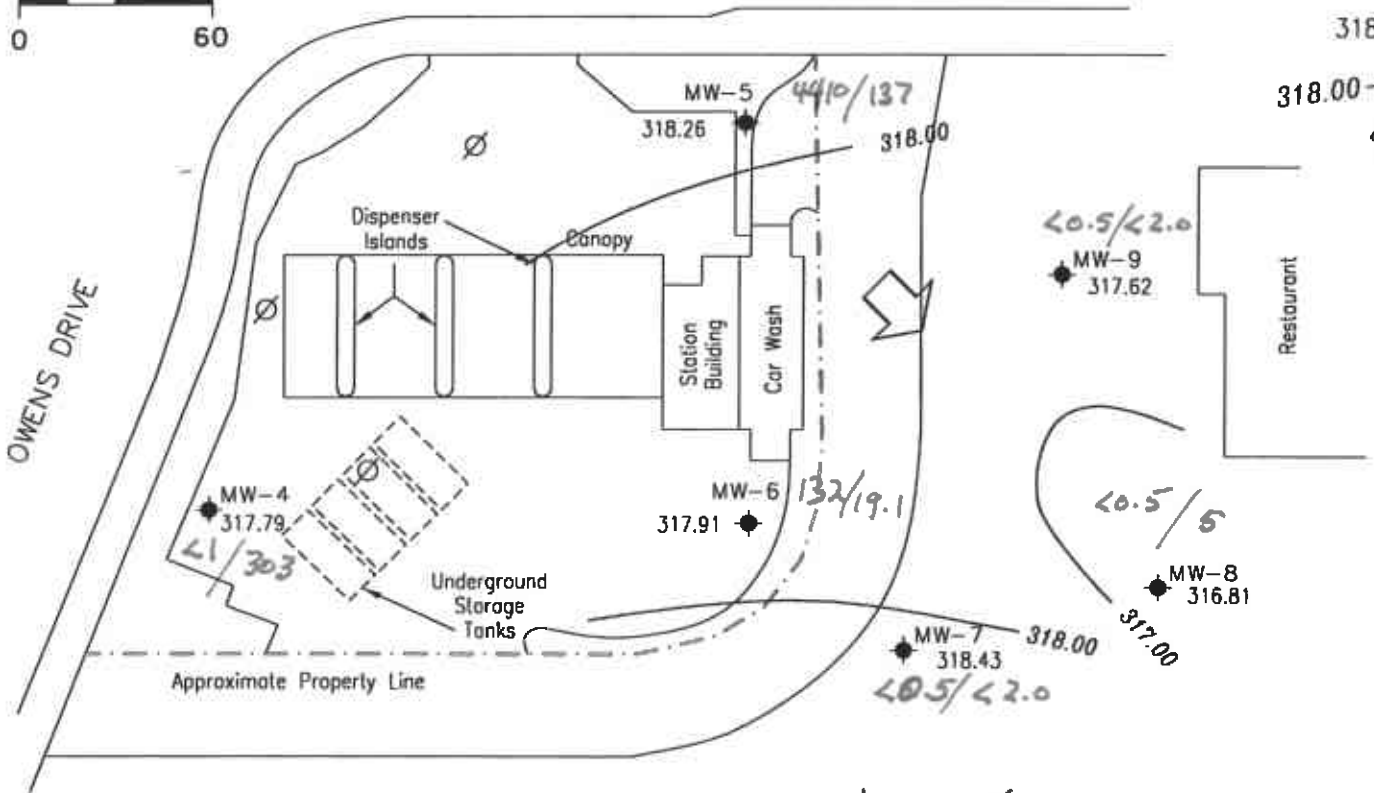 0 60
318
318.00
MW-5
4410/137
318.26
318.00
Dispenser
Islands
Canopy
<0.5/<2.0
MW-9
317.62
Restaurant
OWENS DRIVE
Station
Building
Car Wash
MW-4
317.79
<1/303
MW-6
317.91
132/19.1
<0.5/5
MW-8
316.81
317.00
Underground
Storage
Tanks
MW-7
318.43
318.00
<0.5/<2.0
Approximate Property Line